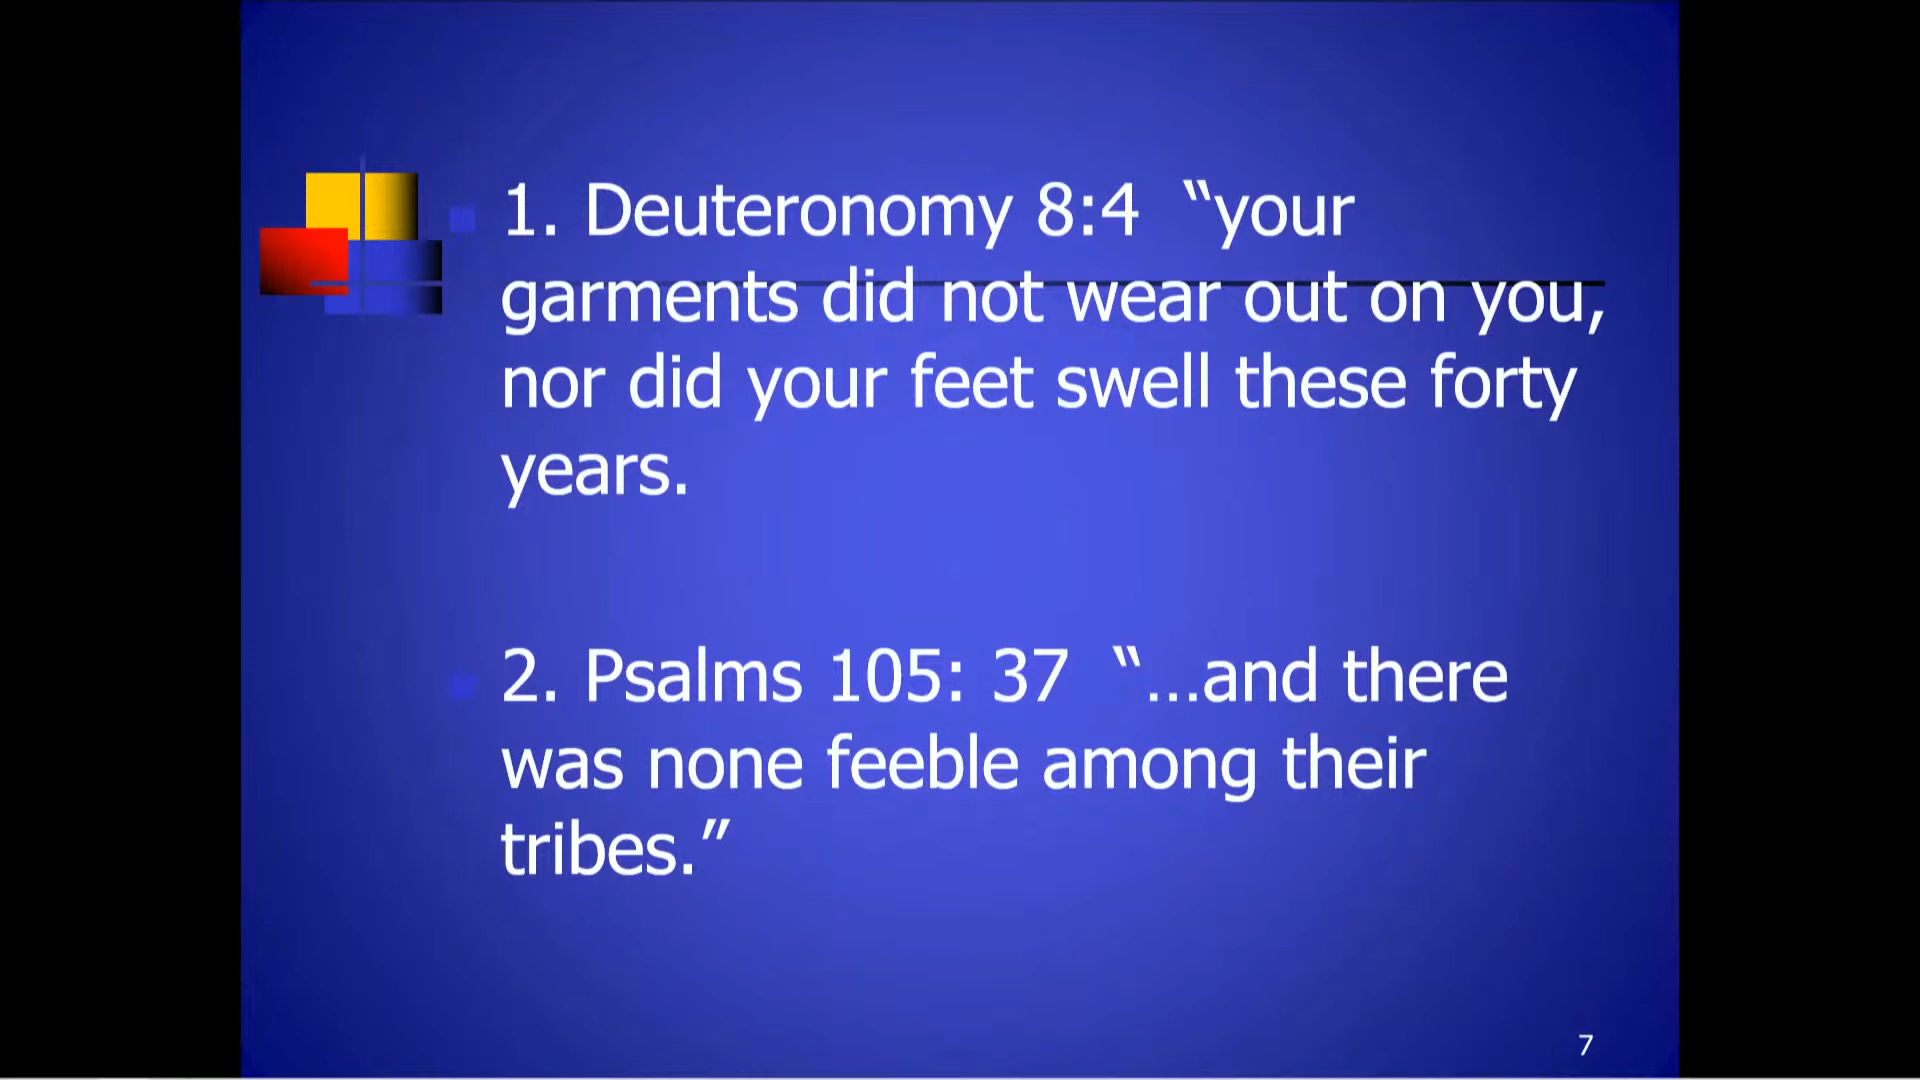 1. Deuteronomy 8:4 “your
garments did not wear out on you,
nor did your feet swell these forty
years.
2. Psalms 105: 37 “…and there
was none feeble among their
tribes.”
7